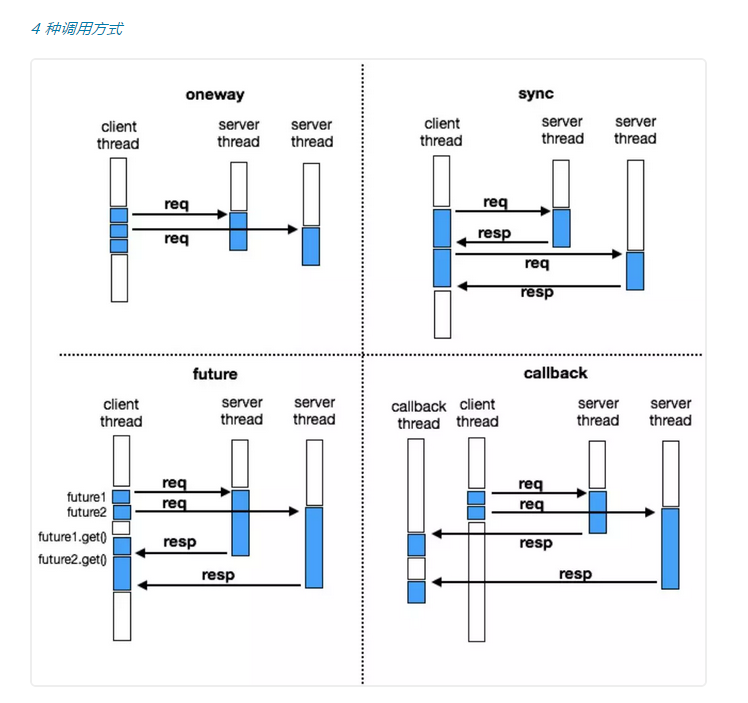 4 种调用方式
oneway
client
thread
server
thread
server
thread
req
req
sync
client
thread
server
thread
server
thread
req
resp
req
resp
future
client
thread
server
thread
server
thread
future1
future2
future1.get()
future2.get()
req
req
resp
resp
callback
callback
thread
client
thread
server
thread
server
thread
req
req
resp
resp